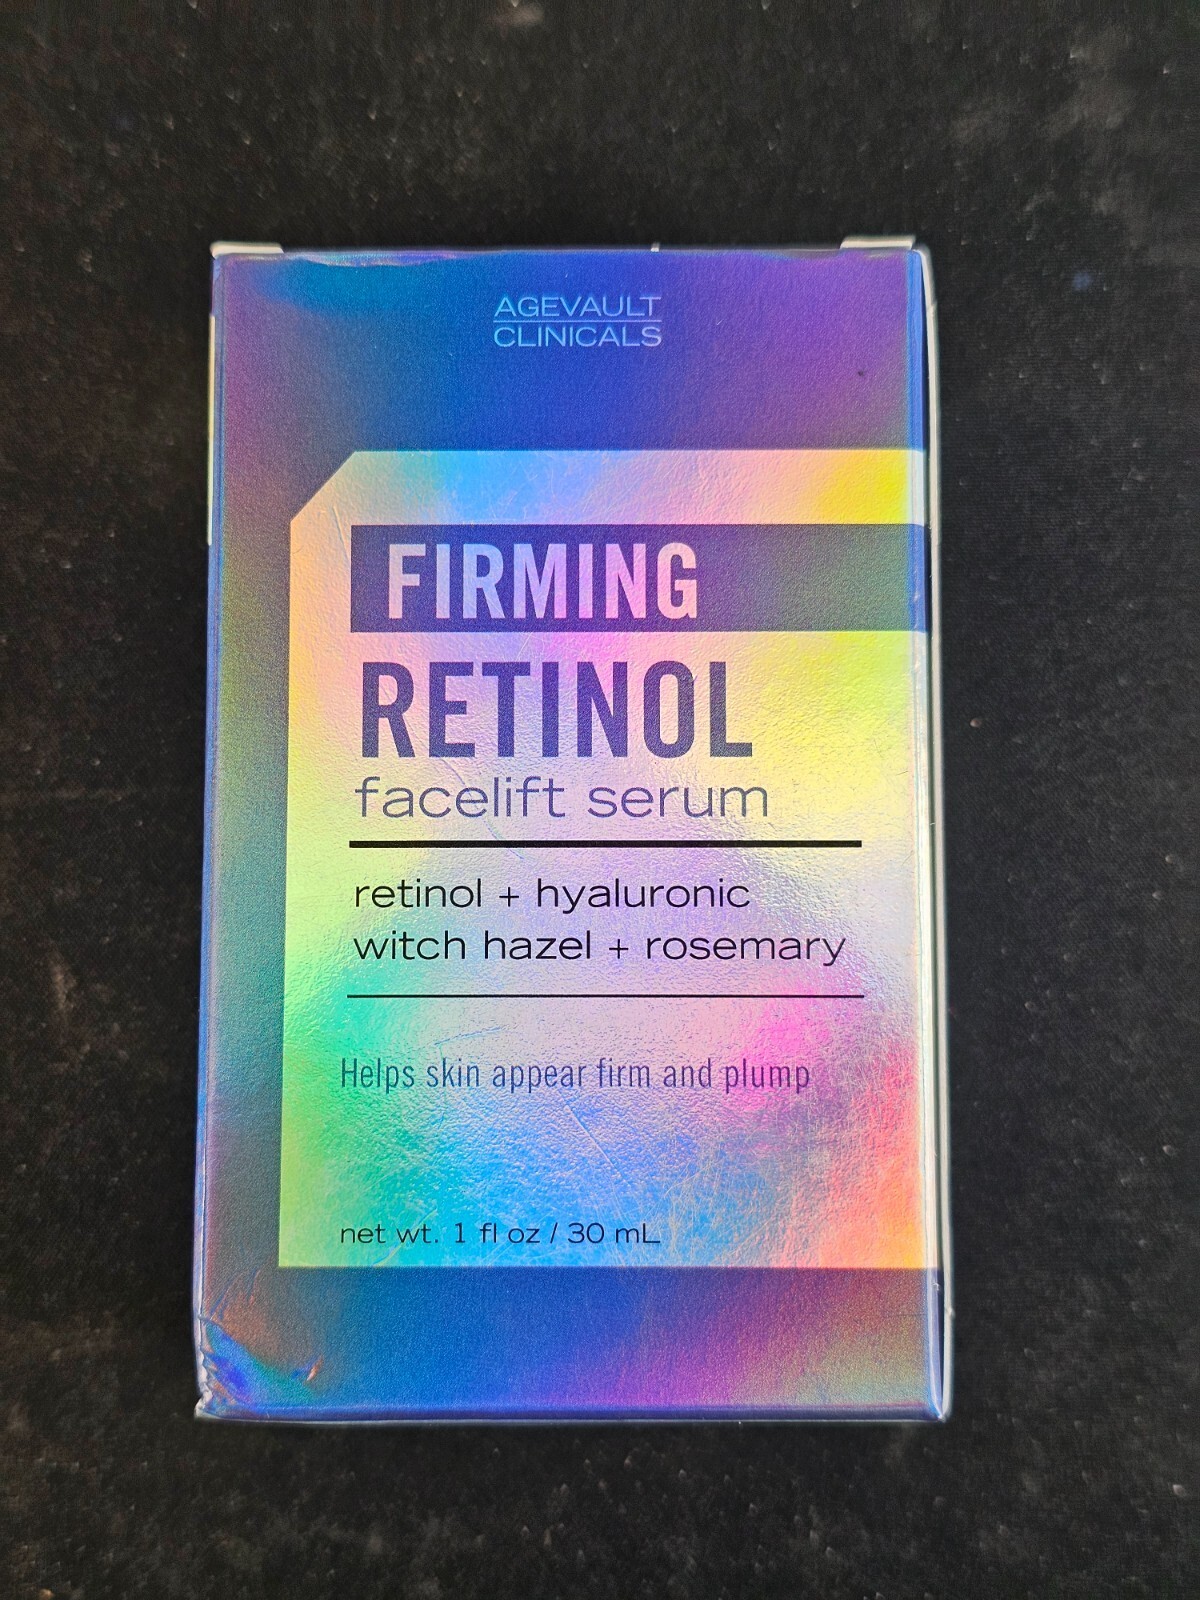 AGEVAULT
CLINICALS
FIRMING
RETINOL
facelift serum
retinol + hyaluronic
witch hazel + rosemary
Helps skin appear firm and plump
net wt. 1 fl oz / 30 mL